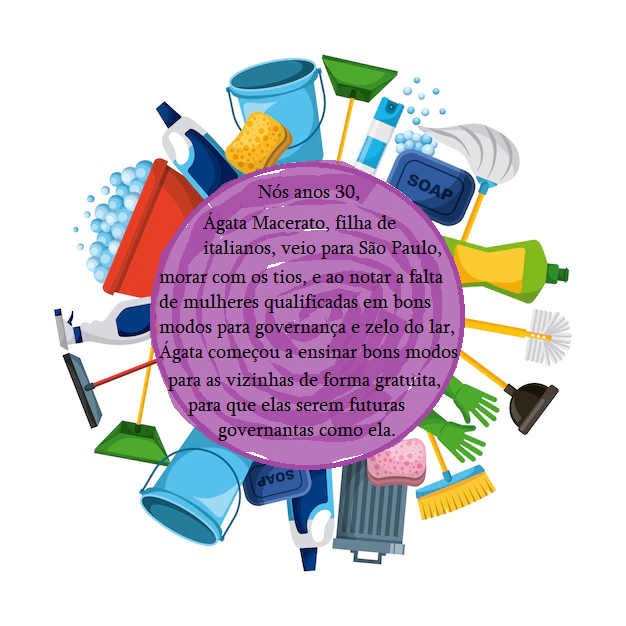 SOAP
Nós anos 30,
Ágata Macerato, filha de
italianos, veio para São Paulo,
morar com os tios, e ao notar a falta
de mulheres qualificadas em bons
modos para governança e zelo do lar,
Ágata começou a ensinar bons modos
para as vizinhas de forma gratuita,
para que elas serem futuras
governantas como ela.
SOAP